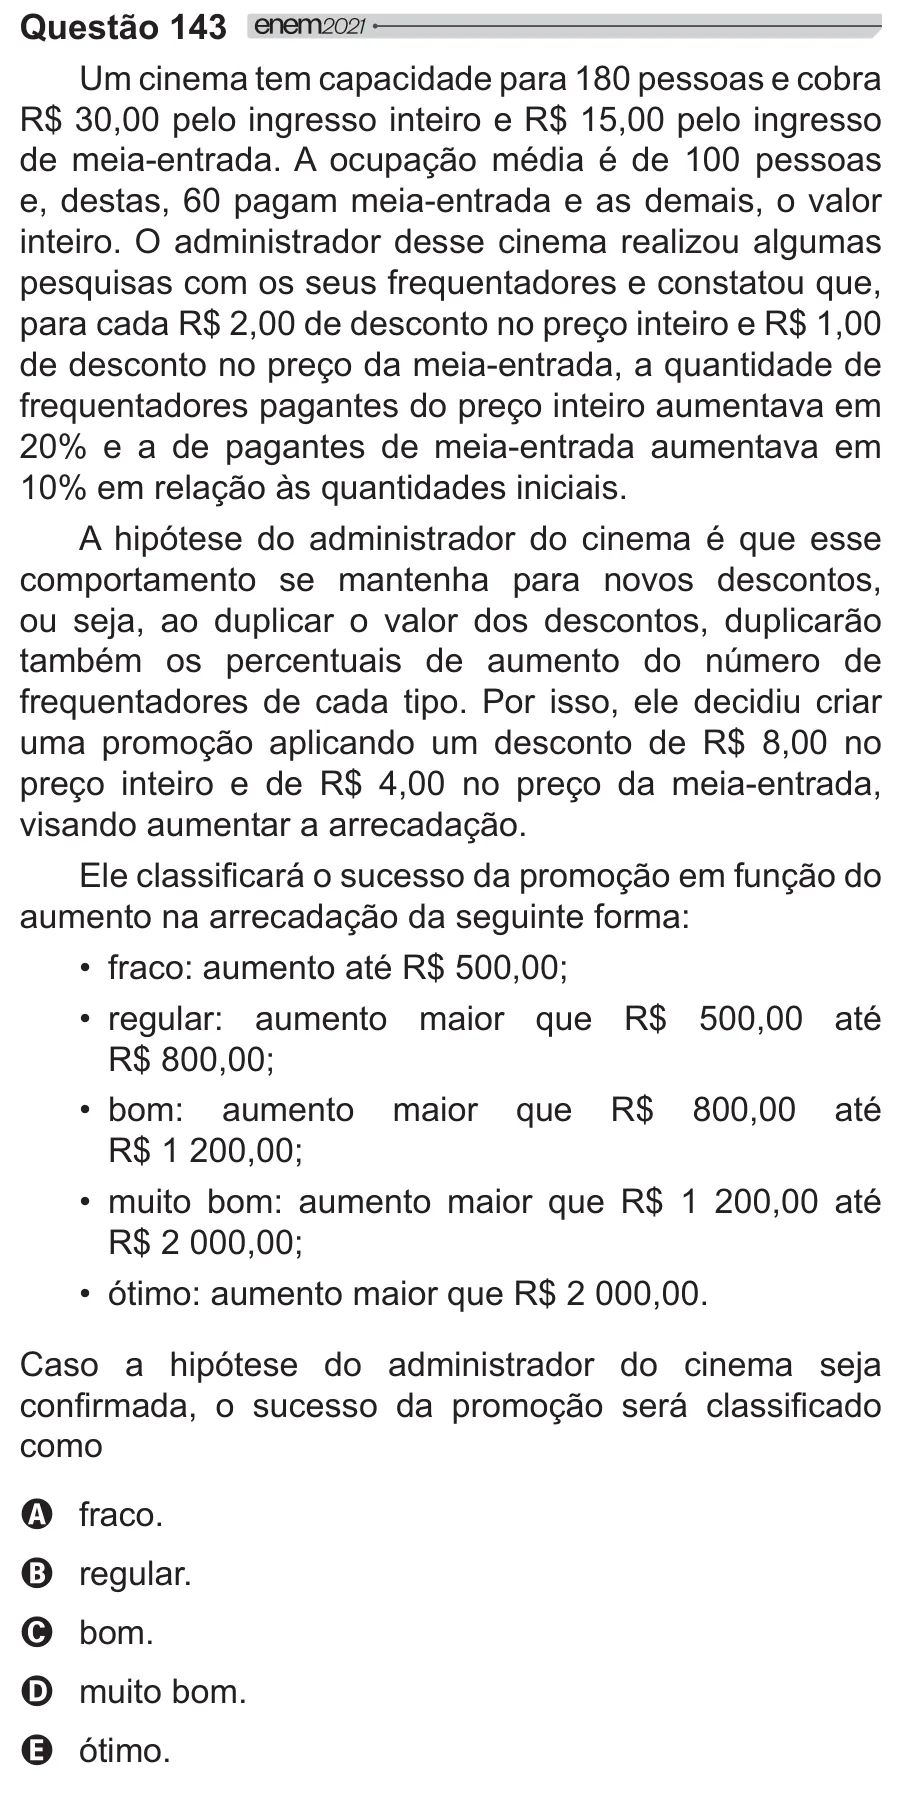 Questão 143 enem2021
Um cinema tem capacidade para 180 pessoas e cobra
R$ 30,00 pelo ingresso inteiro e R$ 15,00 pelo ingresso
de meia-entrada. A ocupação média é de 100 pessoas
e, destas, 60 pagam meia-entrada e as demais, o valor
inteiro. O administrador desse cinema realizou algumas
pesquisas com os seus frequentadores e constatou que,
para cada R$ 2,00 de desconto no preço inteiro e R$ 1,00
de desconto no preço da meia-entrada, a quantidade de
frequentadores pagantes do preço inteiro aumentava em
20% e a de pagantes de meia-entrada aumentava em
10% em relação às quantidades iniciais.
A hipótese do administrador do cinema é que esse
comportamento se mantenha para novos descontos,
ou seja, ao duplicar o valor dos descontos, duplicarão
também os percentuais de aumento do número de
frequentadores de cada tipo. Por isso, ele decidiu criar
uma promoção aplicando um desconto de R$ 8,00 no
preço inteiro e de R$ 4,00 no preço da meia-entrada,
visando aumentar a arrecadação.
Ele classificará o sucesso da promoção em função do
aumento na arrecadação da seguinte forma:
• fraco: aumento até R$ 500,00;
• regular: aumento maior que R$ 500,00 até
R$ 800,00;
• bom: aumento maior que R$ 800,00 até
R$ 1 200,00;
• muito bom: aumento maior que R$ 1 200,00 até
R$ 2 000,00;
• ótimo: aumento maior que R$ 2 000,00.
Caso a hipótese do administrador do cinema seja
confirmada, o sucesso da promoção será classificado
como
A fraco.
B regular.
C bom.
D muito bom.
E ótimo.